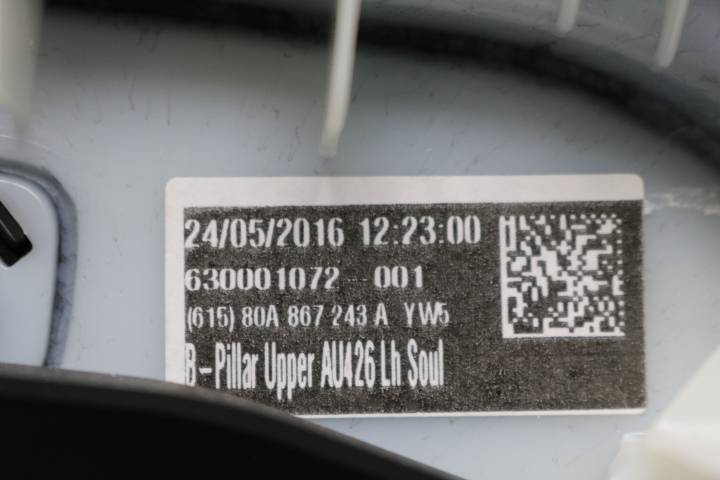 24/05/2016 12:23:00
630001072 001
(615) 80A 867 243 A YW5
B-Pillar Upper AU426 Lh Soul